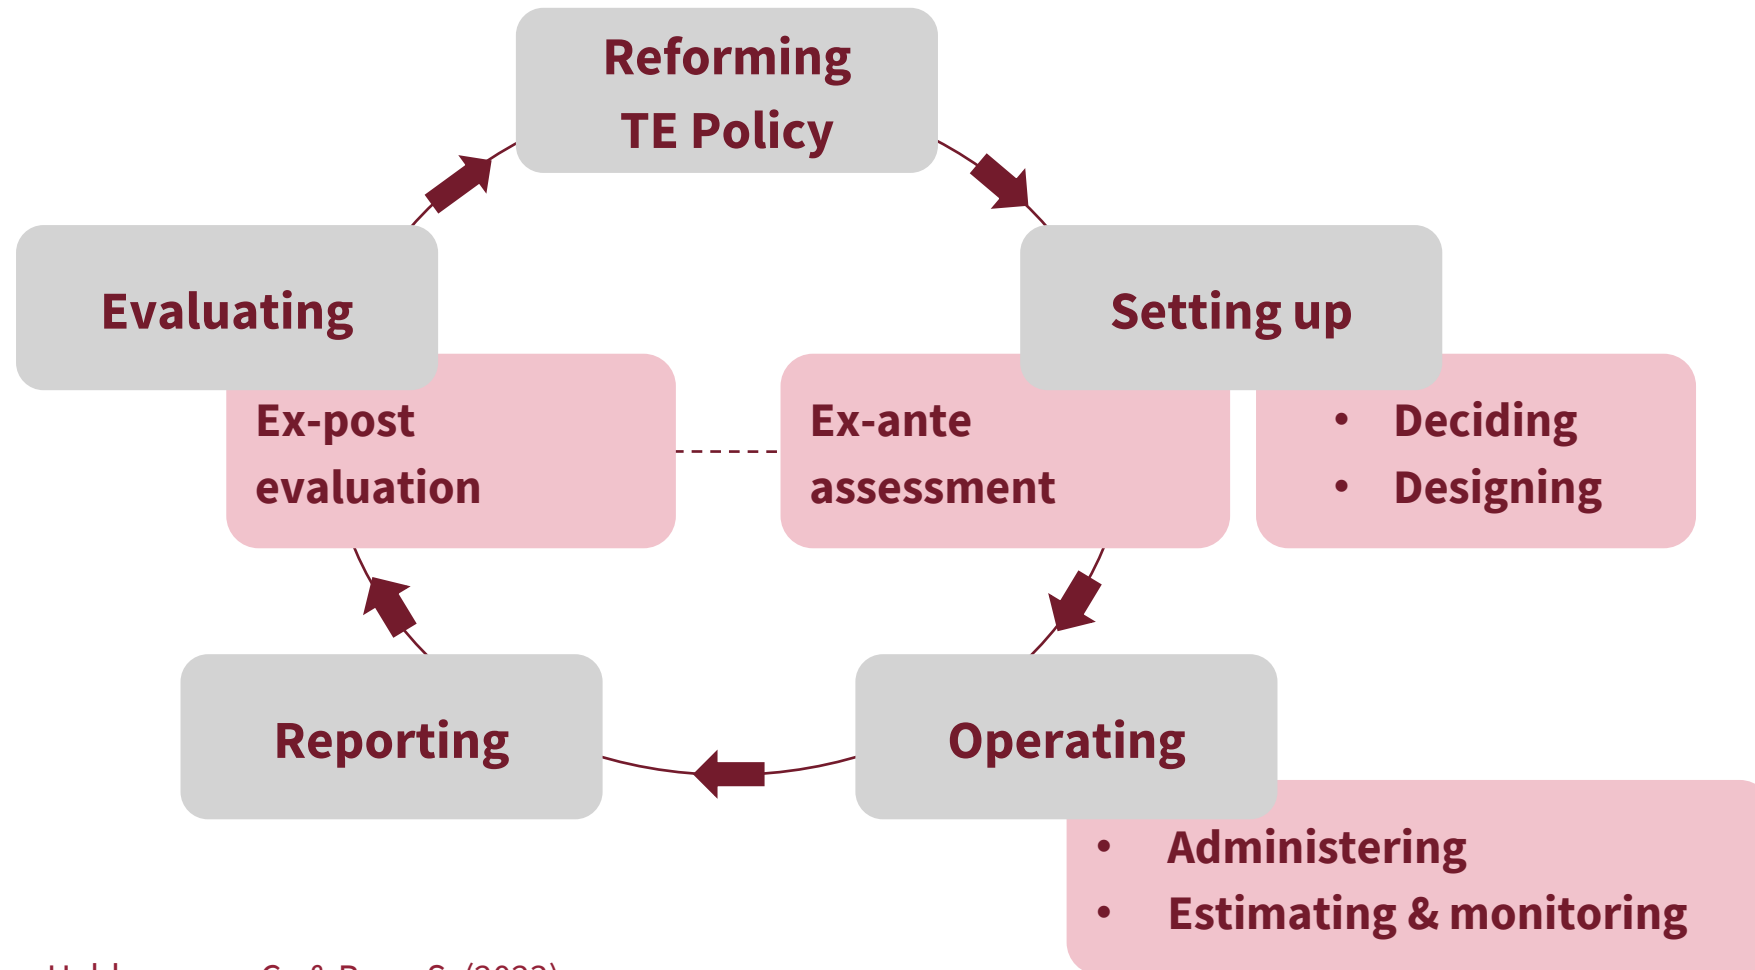 Reforming
TE Policy
Evaluating
Setting up
Ex-post
evaluation
Ex-ante
assessment
• Deciding
• Designing
Reporting
Operating
• Administering
• Estimating & monitoring